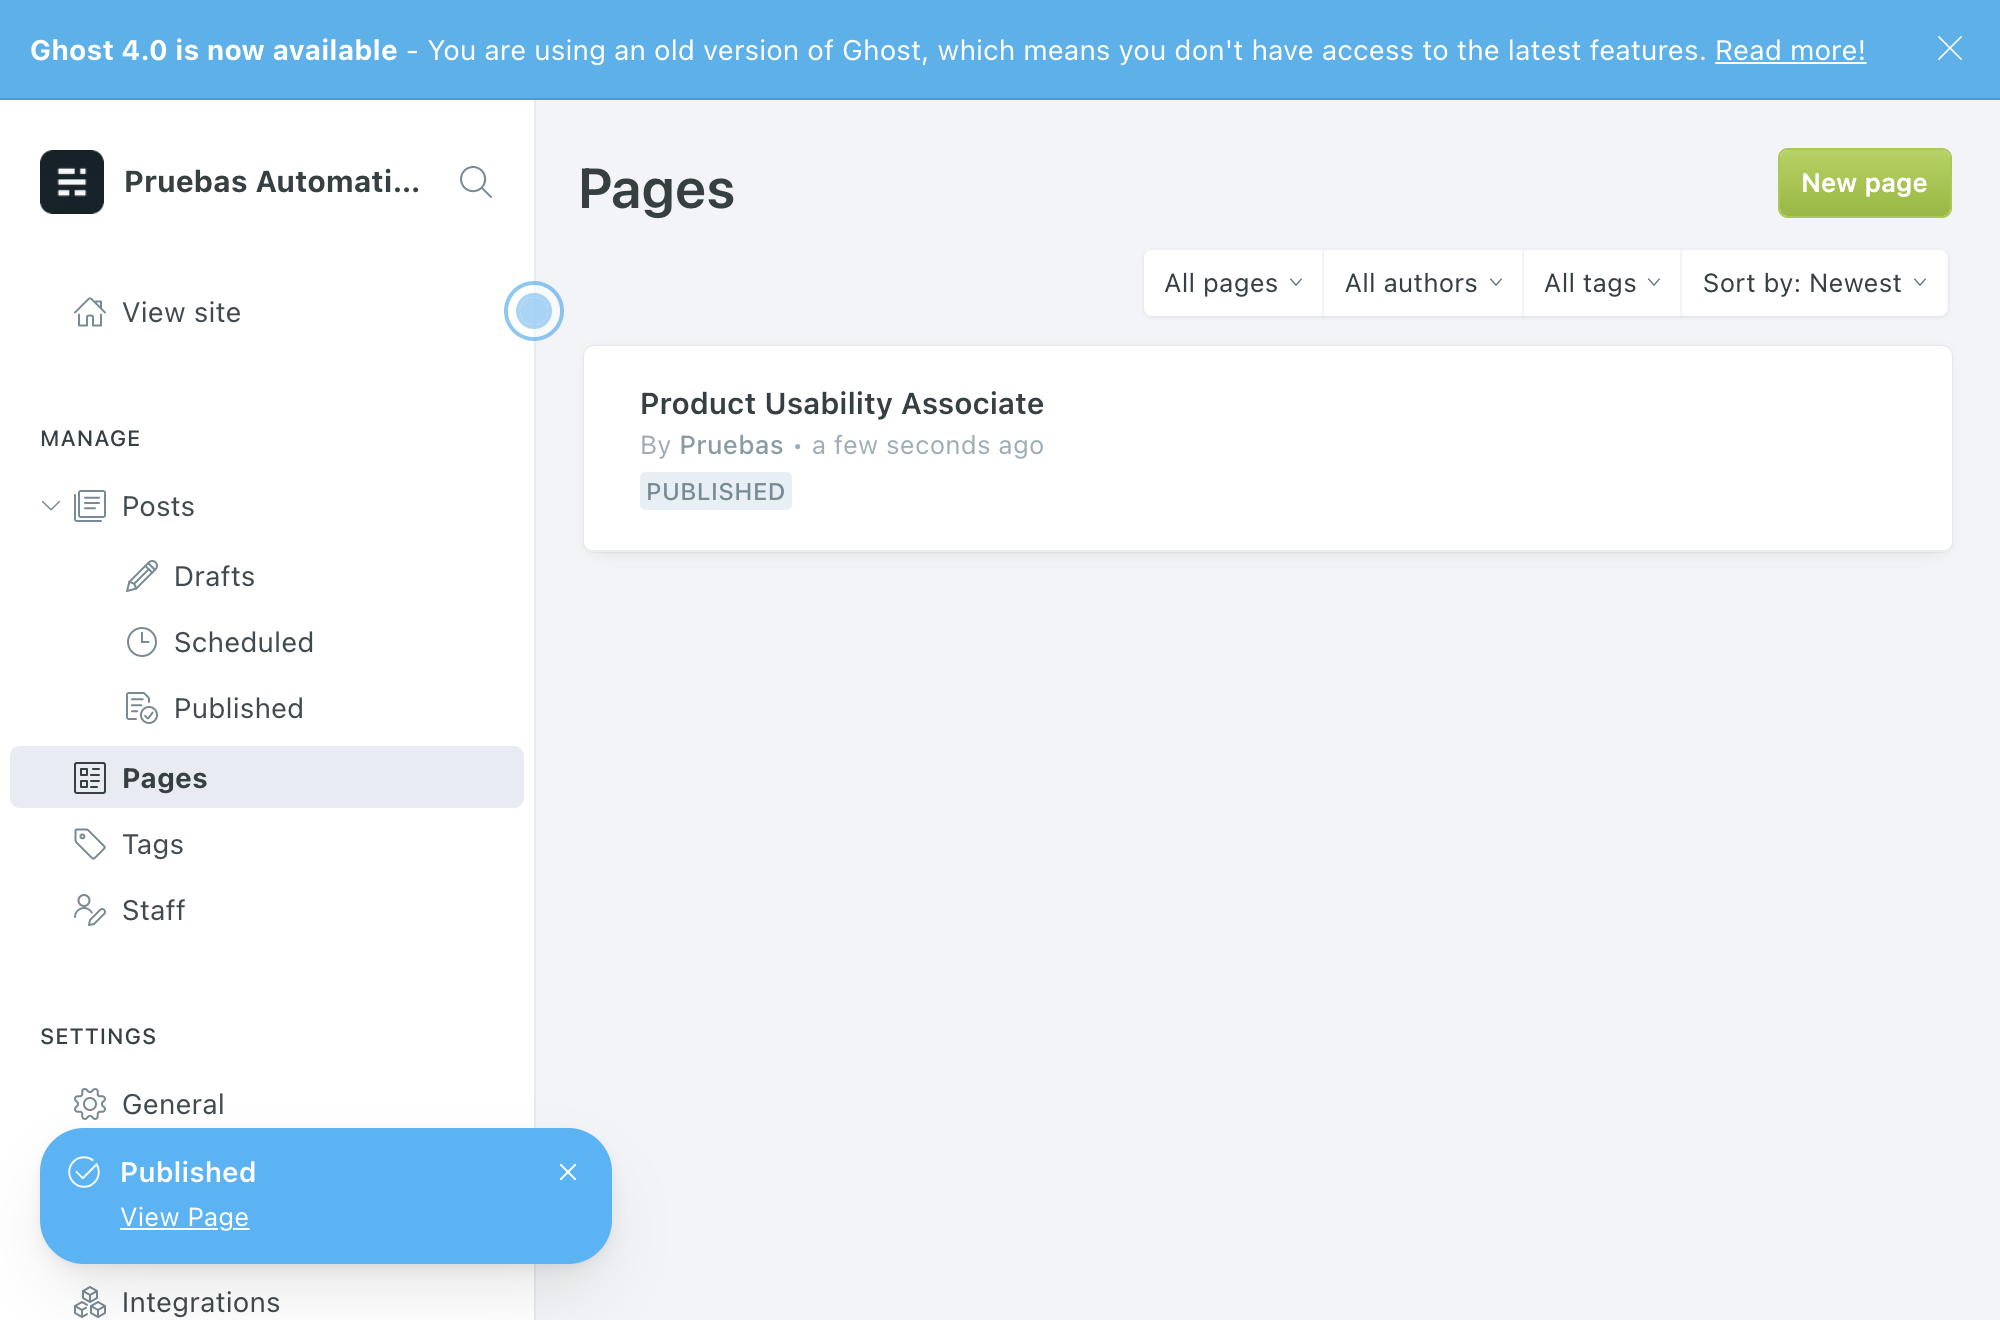 Ghost 4.0 is now available - You are using an old version of Ghost, which means you don't have access to the latest features. Read more!
Pruebas Automati...
View site
MANAGE
Posts
Drafts
Scheduled
Published
Pages
Tags
Staff
SETTINGS
General
Published
View Page
Integrations
Pages
New page
All pages
All authors
All tags
Sort by: Newest
Product Usability Associate
By Pruebas • a few seconds ago
PUBLISHED